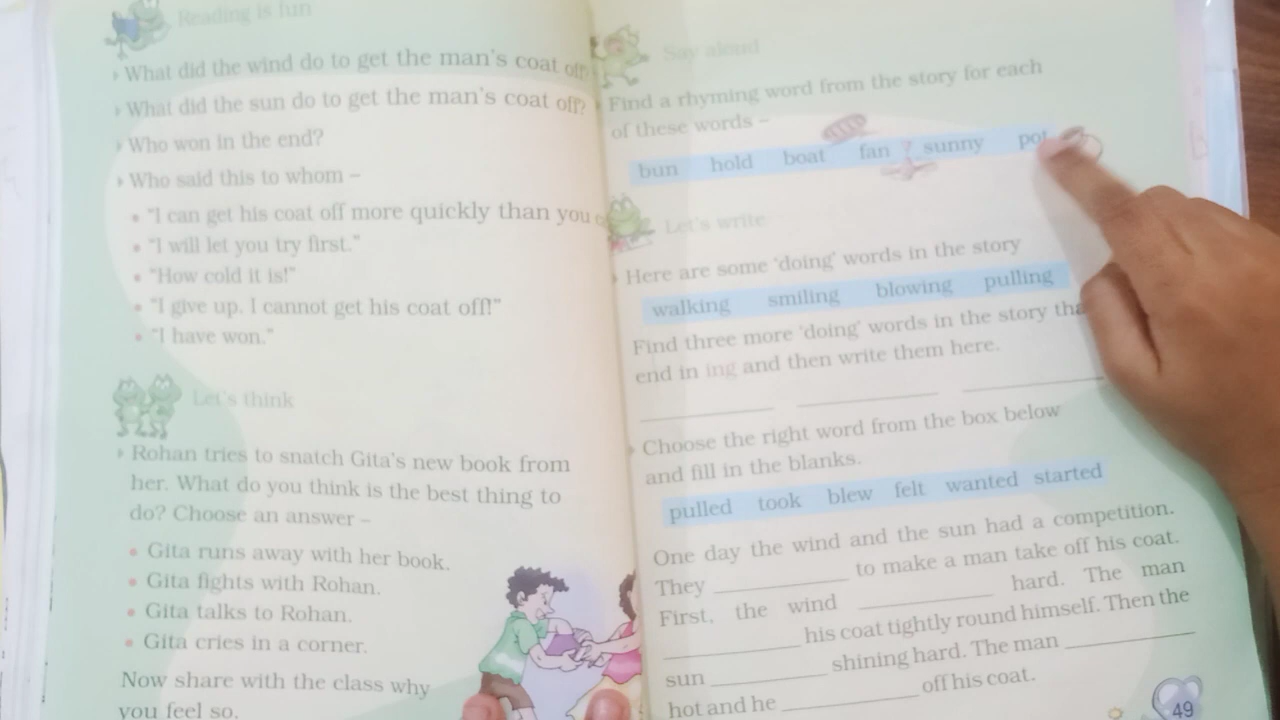 Reading is fun
What did the wind do to get the man's coat off
What did the sun do to get the man's coat off?
Who won in the end?
Who said this to whom –
• "I can get his coat off more quickly than you
• "I will let you try first."
• "How cold it is!"
• "I give up. I cannot get his coat off!"
• "I have won."
Let's think
Rohan tries to snatch Gita's new book from
her. What do you think is the best thing to
do? Choose an answer –
• Gita runs away with her book.
• Gita fights with Rohan.
• Gita talks to Rohan.
• Gita cries in a corner.
Now share with the class why
you feel so.
Say aloud
Find a rhyming word from the story for each
of these words –
bun hold boat fan sunny pot
Let's write
Here are some 'doing' words in the story
walking smiling blowing pulling
Find three more 'doing' words in the story tha
end in ing and then write them here.
Choose the right word from the box below
and fill in the blanks.
pulled took blew felt wanted started
One day the wind and the sun had a competition.
They ____________ to make a man take off his coat.
First, the wind ____________ hard. The man
____________ his coat tightly round himself. Then the
sun ____________ shining hard. The man ____________
hot and he ____________ off his coat.
49